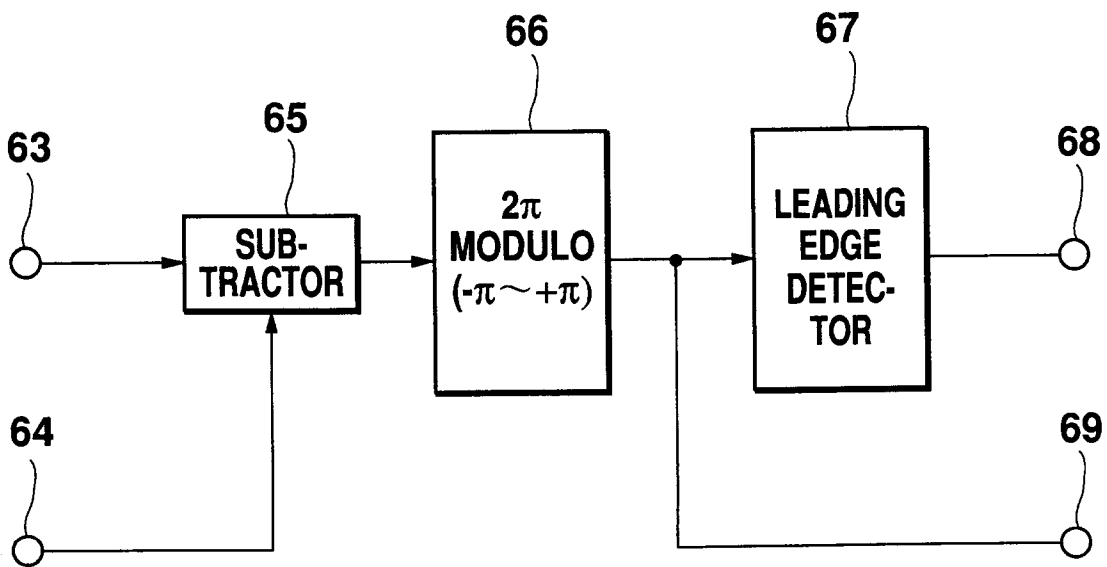 66
67
65
63
68
SUB-
TRACTOR
2π
MODULO
(-π~+π)
LEADING
EDGE
DETEC-
TOR
64
69